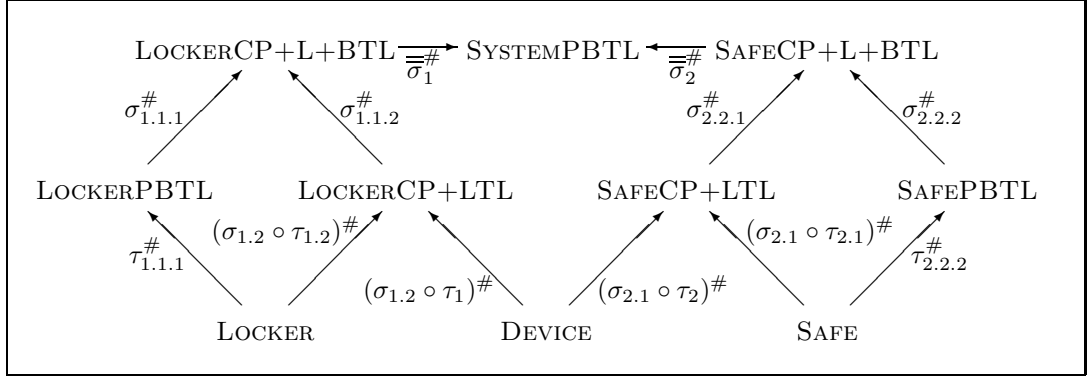 LOCKERCP+L+BTL $\overline{\overline{\sigma}}_1^{\#}$ SYSTEMPBTL $\overline{\overline{\sigma}}_2^{\#}$ SAFECP+L+BTL
$\sigma_{1.1.1}^{\#}$ $\sigma_{1.1.2}^{\#}$ $\sigma_{2.2.1}^{\#}$ $\sigma_{2.2.2}^{\#}$
LOCKERPBTL LOCKERCP+LTL SAFECP+LTL SAFEPBTL
$\tau_{1.1.1}^{\#}$ $(\sigma_{1.2} \circ \tau_{1.2})^{\#}$ $(\sigma_{2.1} \circ \tau_{2.1})^{\#}$ $\tau_{2.2.2}^{\#}$
$(\sigma_{1.2} \circ \tau_1)^{\#}$ $(\sigma_{2.1} \circ \tau_2)^{\#}$
LOCKER DEVICE SAFE